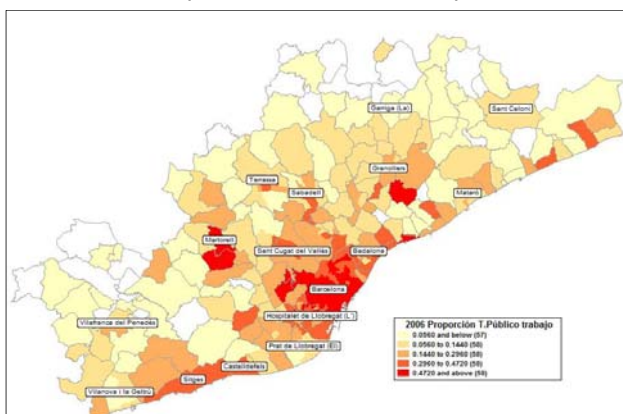 Garriga (La)
Sant Celoni
Granollers
Terrassa
Sabadell
Mataró
Martorell
Sant Cugat del Vallès
Badalona
Barcelona
Hospitalet de Llobregat (L')
Vilafranca del Penedès
Prat de Llobregat (El)
Castelldefels
Sitges
Vilanova i la Geltrú
2006 Proporción T.Público trabajo
0.0560 and below (57)
0.0560 to 0.1440 (58)
0.1440 to 0.2960 (58)
0.2960 to 0.4720 (58)
0.4720 and above (58)